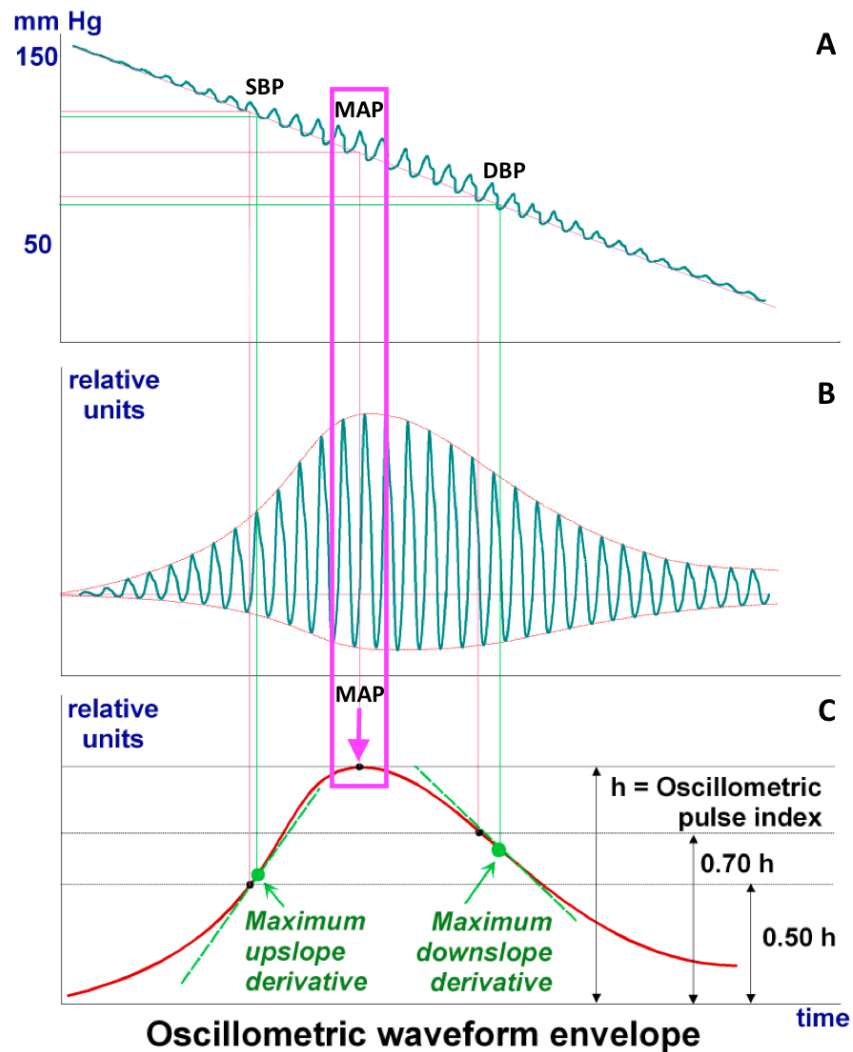 mm Hg
A
150
SBP
MAP
DBP
50
relative
units
B
MAP
relative
units
C
h = Oscillometric
pulse index
0.70 h
0.50 h
Maximum
upslope
derivative
Maximum
downslope
derivative
time
Oscillometric waveform envelope